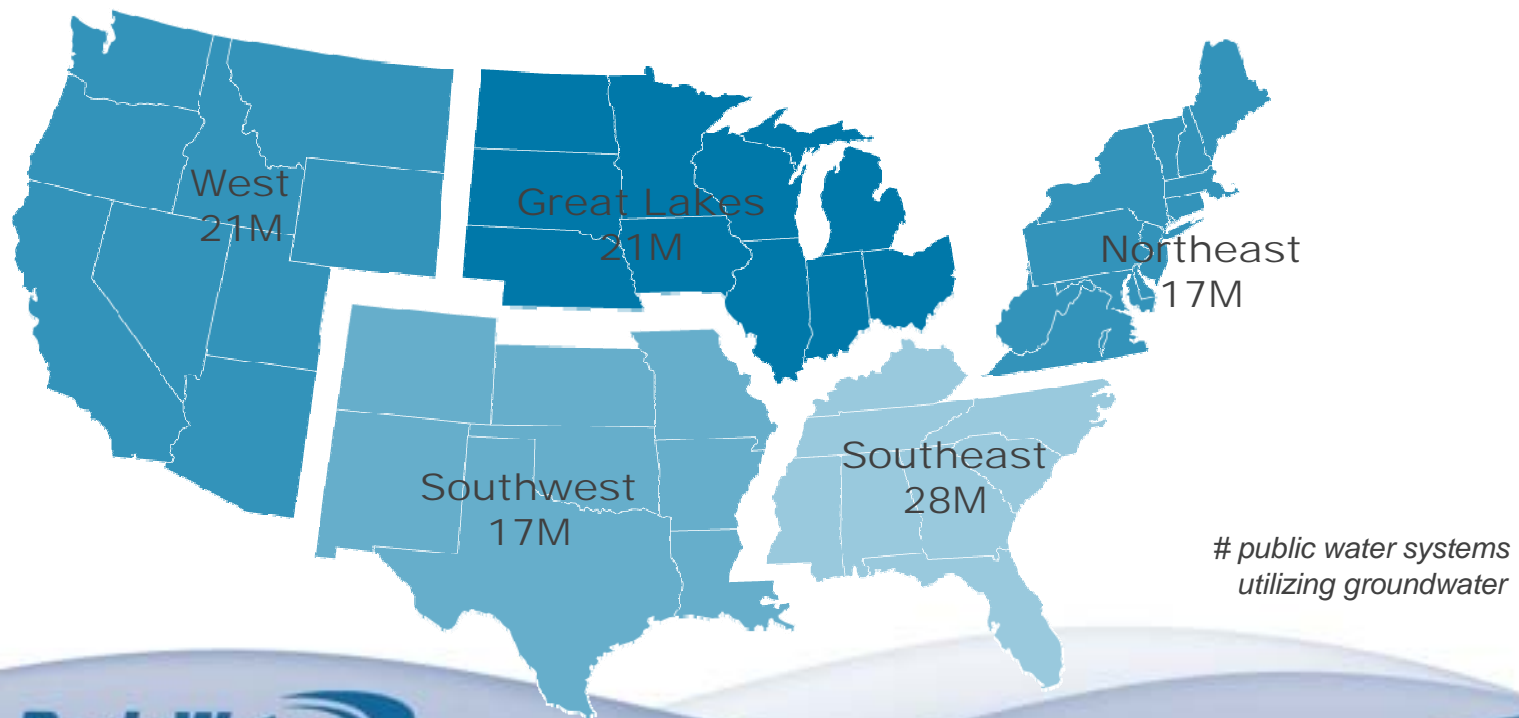 West
21M
Great Lakes
21M
Northeast
17M
Southwest
17M
Southeast
28M
# public water systems
utilizing groundwater